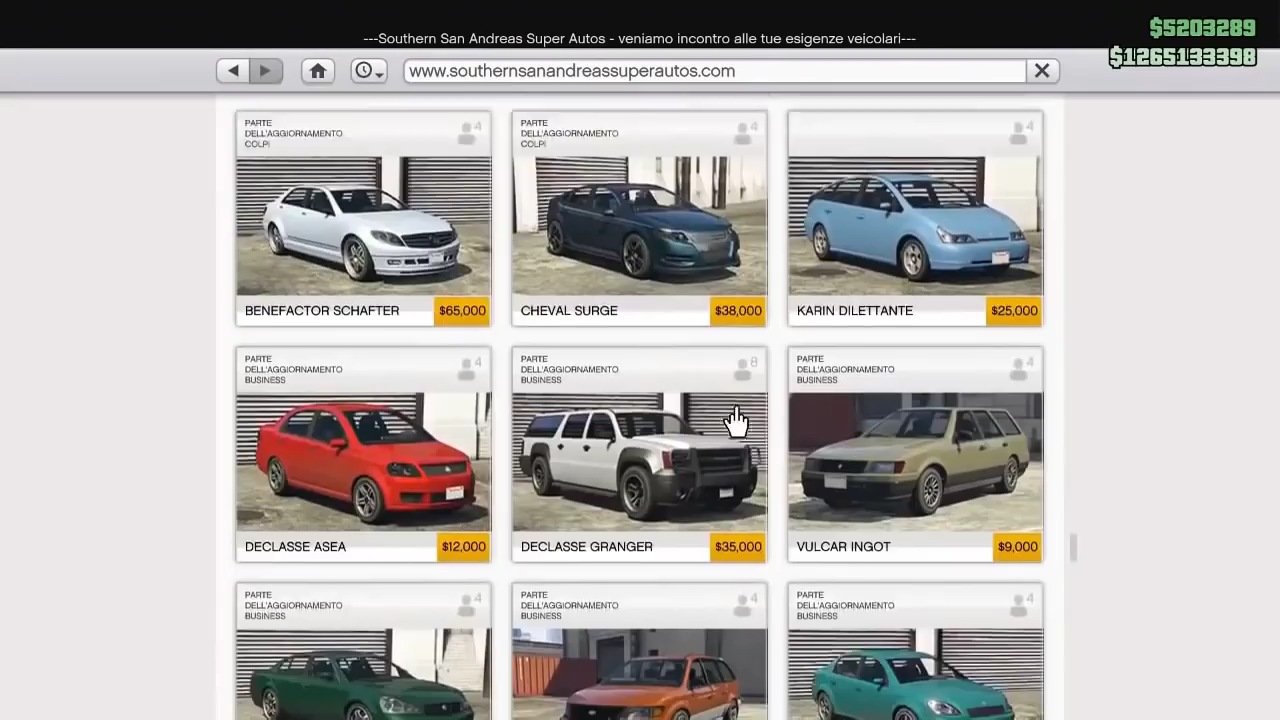 ---Southern San Andreas Super Autos - veniamo incontro alle tue esigenze veicolari---
$5203289
$1265133398
www.southernsanandreassuperautos.com
PARTE
DELL'AGGIORNAMENTO
COLPI
4
BENEFACTOR SCHAFTER
$65,000
PARTE
DELL'AGGIORNAMENTO
COLPI
4
CHEVAL SURGE
$38,000
4
KARIN DILETTANTE
$25,000
PARTE
DELL'AGGIORNAMENTO
BUSINESS
4
DECLASSE ASEA
$12,000
PARTE
DELL'AGGIORNAMENTO
BUSINESS
8
DECLASSE GRANGER
$35,000
PARTE
DELL'AGGIORNAMENTO
BUSINESS
4
VULCAR INGOT
$9,000
PARTE
DELL'AGGIORNAMENTO
BUSINESS
4
PARTE
DELL'AGGIORNAMENTO
BUSINESS
4
PARTE
DELL'AGGIORNAMENTO
BUSINESS
4